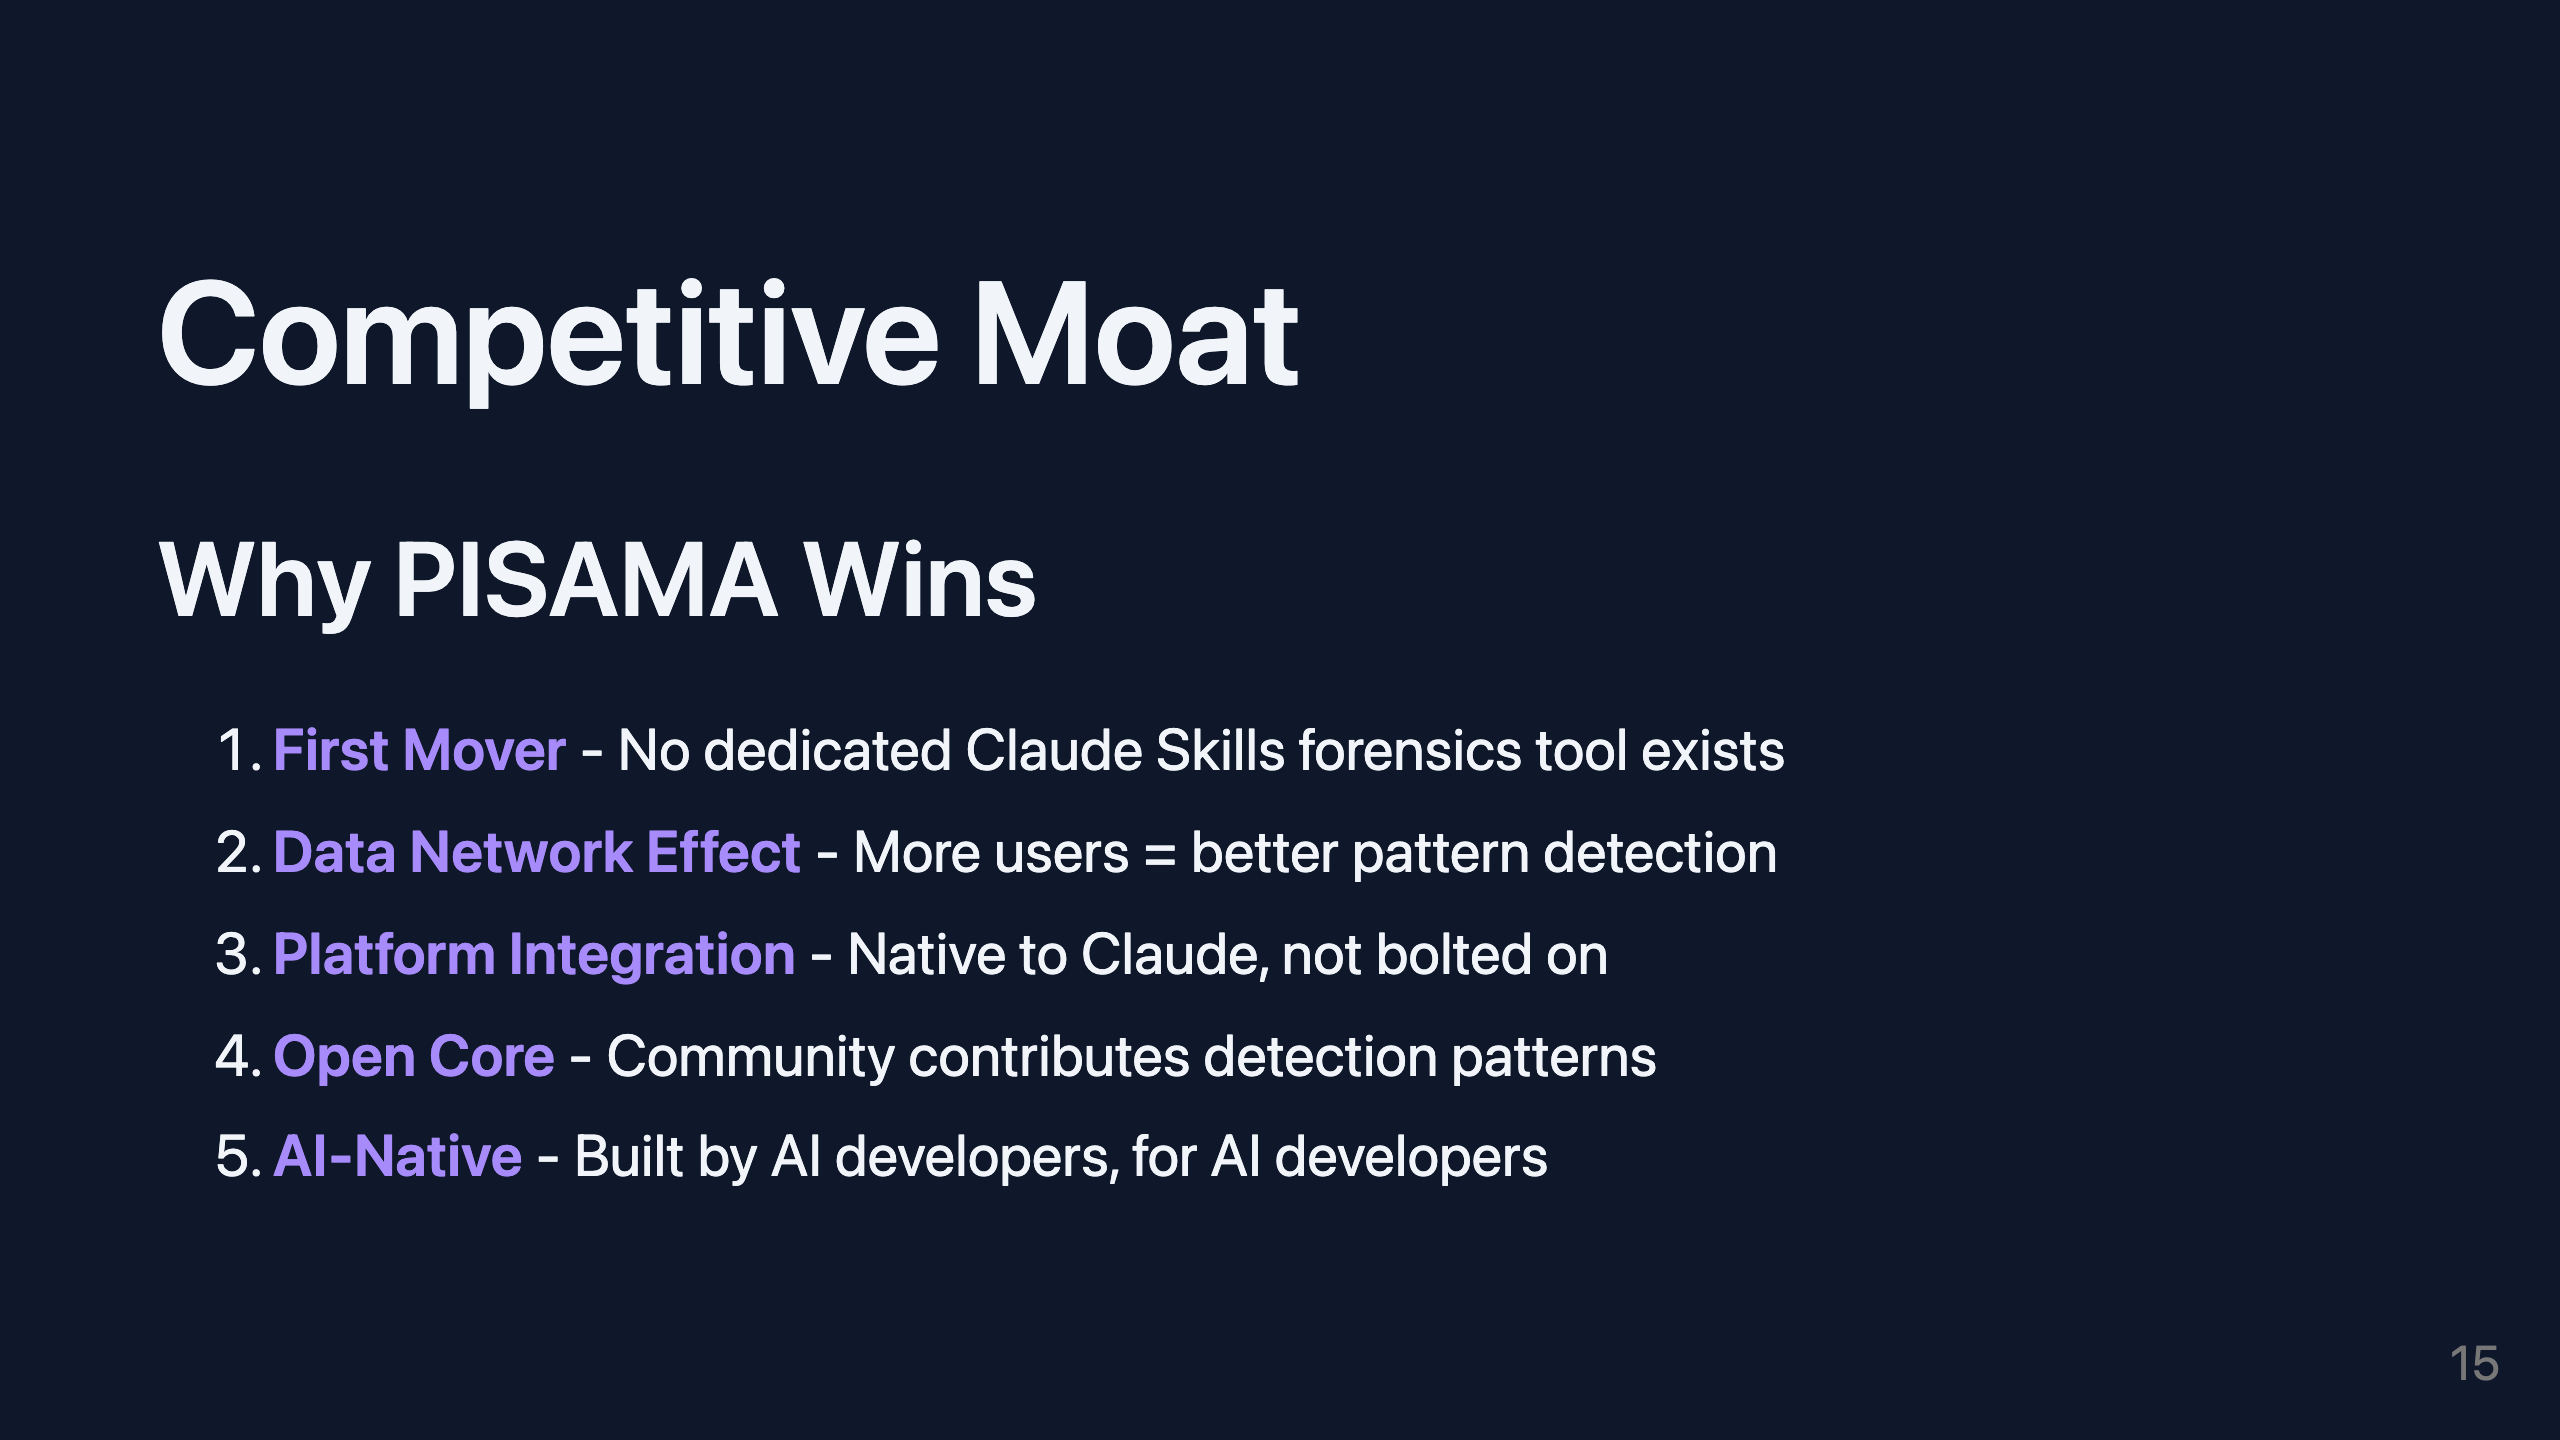 Competitive Moat
Why PISAMA Wins
1. First Mover - No dedicated Claude Skills forensics tool exists
2. Data Network Effect - More users = better pattern detection
3. Platform Integration - Native to Claude, not bolted on
4. Open Core - Community contributes detection patterns
5. AI-Native - Built by AI developers, for AI developers
15